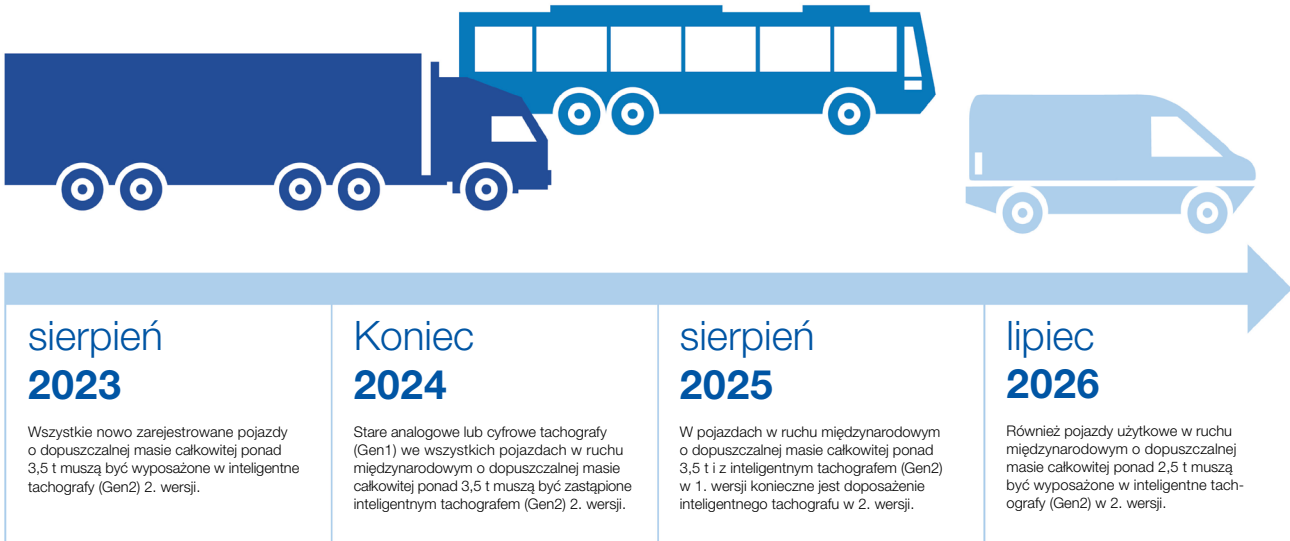 sierpień
2023
Wszystkie nowo zarejestrowane pojazdy
o dopuszczalnej masie całkowitej ponad
3,5 t muszą być wyposażone w inteligentne
tachografy (Gen2) 2. wersji.
Koniec
2024
Stare analogowe lub cyfrowe tachografy
(Gen1) we wszystkich pojazdach w ruchu
międzynarodowym o dopuszczalnej masie
całkowitej ponad 3,5 t muszą być zastąpione
inteligentnym tachografem (Gen2) 2. wersji.
sierpień
2025
W pojazdach w ruchu międzynarodowym
o dopuszczalnej masie całkowitej ponad
3,5 t i z inteligentnym tachografem (Gen2)
w 1. wersji konieczne jest doposażenie
inteligentnego tachografu w 2. wersji.
lipiec
2026
Również pojazdy użytkowe w ruchu
międzynarodowym o dopuszczalnej
masie całkowitej ponad 2,5 t muszą
być wyposażone w inteligentne tach-
ografy (Gen2) w 2. wersji.